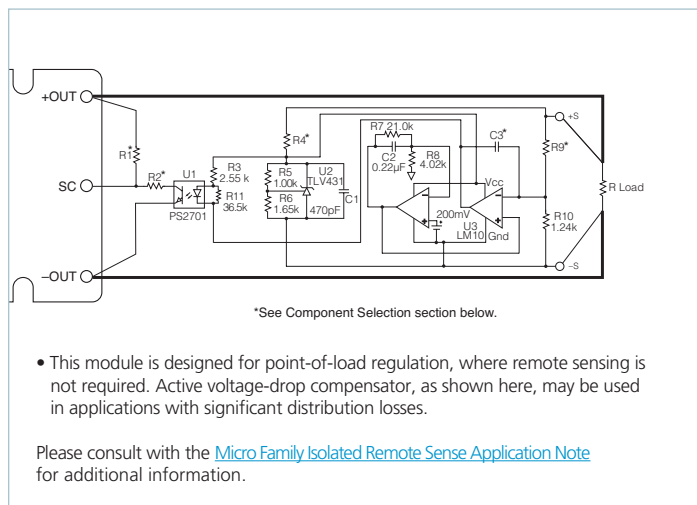 +OUT
R1*
SC
R2*
U1
PS2701
R3
2.55 k
R11
36.5k
R4*
R5
1.00k
R6
1.65k
U2
TLV431
470pF
C1
R7 21.0k
C2
0.22µF
R8
4.02k
C3*
Vcc
200mV
U3
LM10
Gnd
+S
R9*
R10
1.24k
–S
R Load
–OUT
*See Component Selection section below.
• This module is designed for point-of-load regulation, where remote sensing is
not required. Active voltage-drop compensator, as shown here, may be used
in applications with significant distribution losses.
Please consult with the Micro Family Isolated Remote Sense Application Note
for additional information.